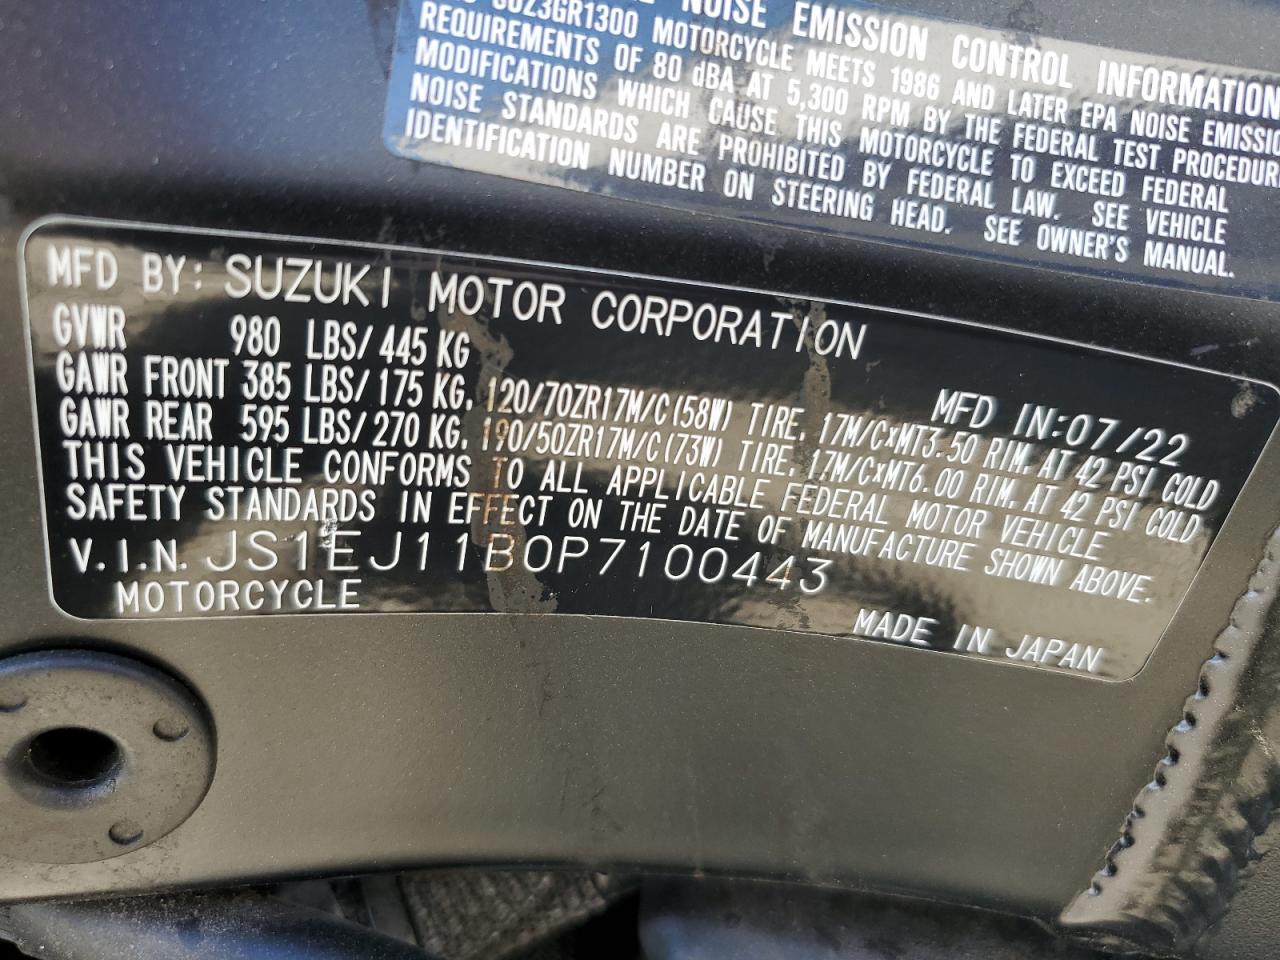 NOISE EMISSION CONTROL INFORMATION
SUZ3GR1300 MOTORCYCLE MEETS 1986 AND LATER EPA NOISE
REQUIREMENTS OF 80 dBA AT 5,300 RPM BY THE FEDERAL TEST
MODIFICATIONS WHICH CAUSE THIS MOTORCYCLE TO EXCEED FEDERAL
NOISE STANDARDS ARE PROHIBITED BY FEDERAL LAW. SEE VEHICLE
IDENTIFICATION NUMBER ON STEERING HEAD. SEE OWNER'S MANUAL.
MFD BY: SUZUKI MOTOR CORPORATION
MFD IN:07/22
GVWR 980 LBS/445 KG
GAWR FRONT 385 LBS/175 KG, 120/70ZR17M/C(58W) TIRE, 17M/CxMT3.50 RIM, AT 42 PSI COLD
GAWR REAR 595 LBS/270 KG, 190/50ZR17M/C(73W) TIRE, 17M/CxMT6.00 RIM, AT 42 PSI COLD
THIS VEHICLE CONFORMS TO ALL APPLICABLE FEDERAL MOTOR VEHICLE
SAFETY STANDARDS IN EFFECT ON THE DATE OF MANUFACTURE SHOWN ABOVE.
V.I.N. JS1EJ11B0P7100443
MOTORCYCLE
MADE IN JAPAN